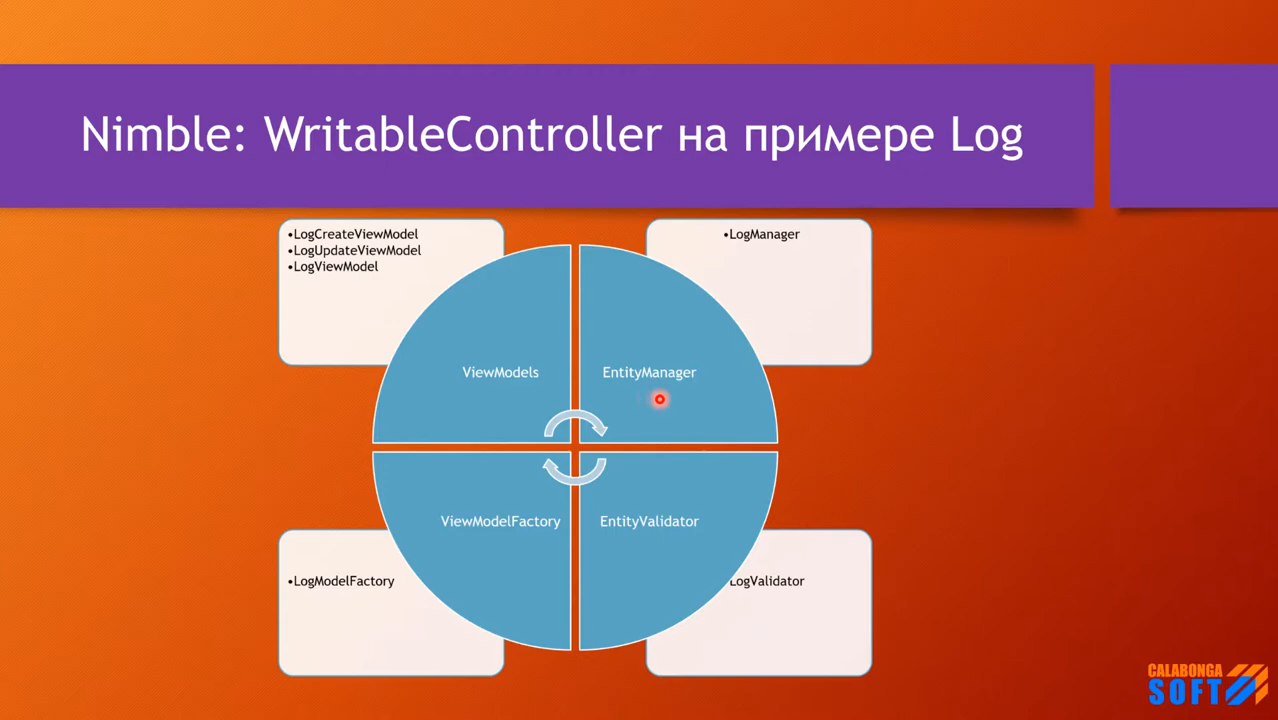 Nimble: WritableController на примере Log
•LogCreateViewModel
•LogUpdateViewModel
•LogViewModel
•LogManager
ViewModels
EntityManager
ViewModelFactory
EntityValidator
•LogModelFactory
LogValidator
CALABONGA
SOFT